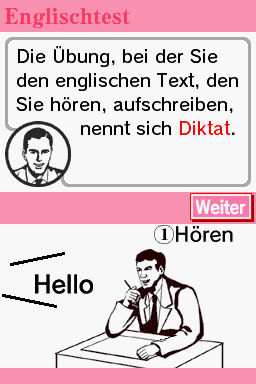 Englischtest
Die Übung, bei der Sie
den englischen Text, den
Sie hören, aufschreiben,
nennt sich Diktat.
Weiter
①Hören
Hello